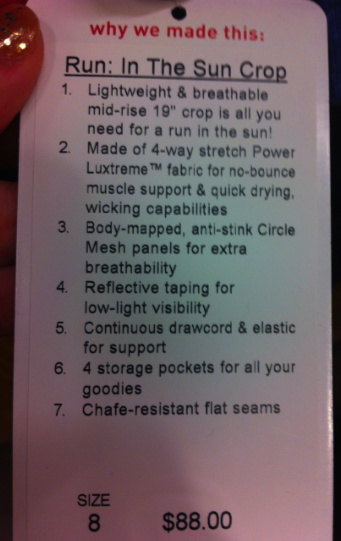 why we made this:
Run: In The Sun Crop
1. Lightweight & breathable
mid-rise 19" crop is all you
need for a run in the sun!
2. Made of 4-way stretch Power
Luxtreme™ fabric for no-bounce
muscle support & quick drying,
wicking capabilities
3. Body-mapped, anti-stink Circle
Mesh panels for extra
breathability
4. Reflective taping for
low-light visibility
5. Continuous drawcord & elastic
for support
6. 4 storage pockets for all your
goodies
7. Chafe-resistant flat seams
SIZE
8 $88.00